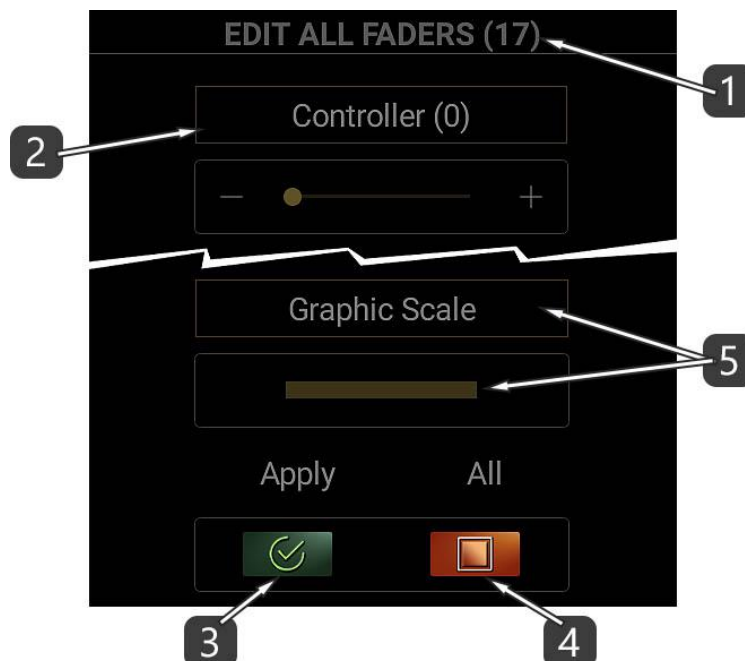 EDIT ALL FADERS (17)
1
Controller (0)
2
− +
Graphic Scale
5
Apply All
3 4